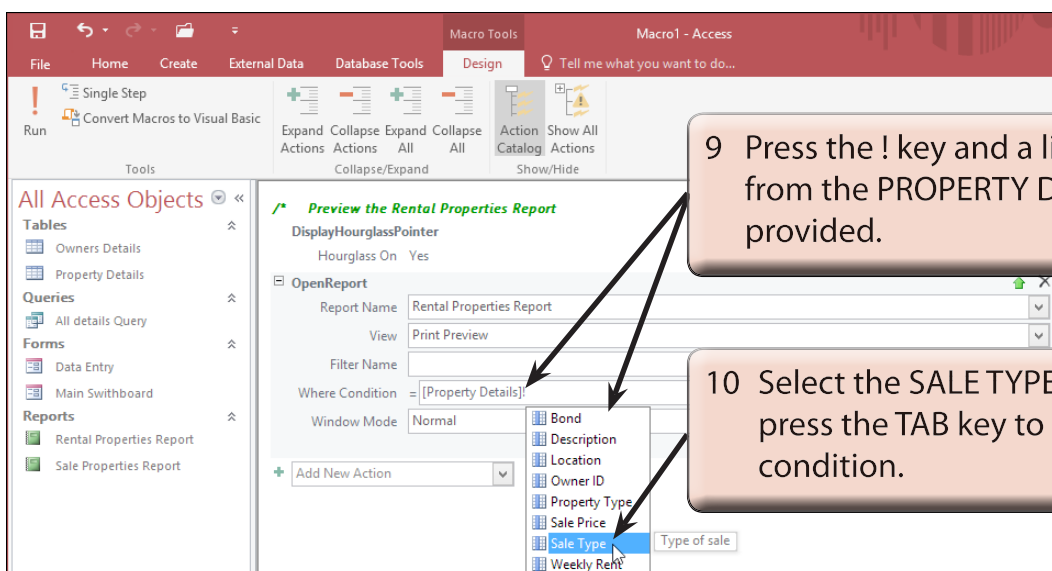 Macro Tools
Macro1 - Access
File Home Create External Data Database Tools Design Tell me what you want to do...
Single Step
Convert Macros to Visual Basic
Run
Expand Collapse Expand Collapse Action Show All
Actions Actions All All Catalog Actions
Tools Collapse/Expand Show/Hide
9 Press the ! key and a
from the PROPERTY
provided.
All Access Objects «
Tables
Owners Details
Property Details
Queries
All details Query
Forms
Data Entry
Main Swithboard
Reports
Rental Properties Report
Sale Properties Report
/* Preview the Rental Properties Report
DisplayHourglassPointer
Hourglass On Yes
OpenReport
Report Name Rental Properties Report
View Print Preview
Filter Name
Where Condition = [Property Details]!
Window Mode Normal
Add New Action
Bond
Description
Location
Owner ID
Property Type
Sale Price
Sale Type
Weekly Rent
Type of sale
10 Select the SALE TYPE
press the TAB key to
condition.